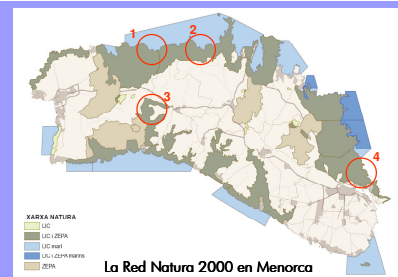 1
2
3
4
XARXA NATURA
LIC
LIC i ZEPA
LIC marí
LIC i ZEPA marins
ZEPA
La Red Natura 2000 en Menorca